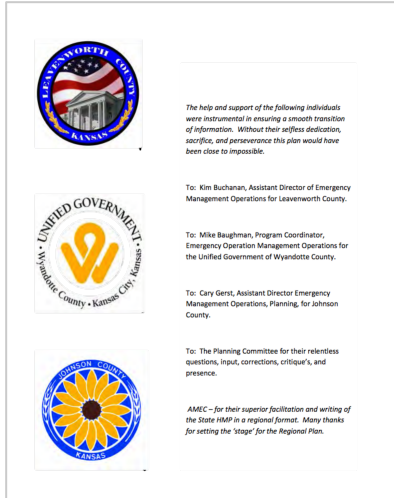 LEAVENWORTH COUNTY
KANSAS
The help and support of the following individuals
were instrumental in ensuring a smooth transition
of information. Without their selfless dedication,
sacrifice, and perseverance this plan would have
been close to impossible.
To: Kim Buchanan, Assistant Director of Emergency
Management Operations for Leavenworth County.
• UNIFIED GOVERNMENT •
Wyandotte County • Kansas City, Kansas
To: Mike Baughman, Program Coordinator,
Emergency Operation Management Operations for
the Unified Government of Wyandotte County.
To: Cary Gerst, Assistant Director Emergency
Management Operations, Planning, for Johnson
County.
JOHNSON COUNTY
KANSAS
To: The Planning Committee for their relentless
questions, input, corrections, critique's, and
presence.
AMEC – for their superior facilitation and writing of
the State HMP in a regional format. Many thanks
for setting the 'stage' for the Regional Plan.